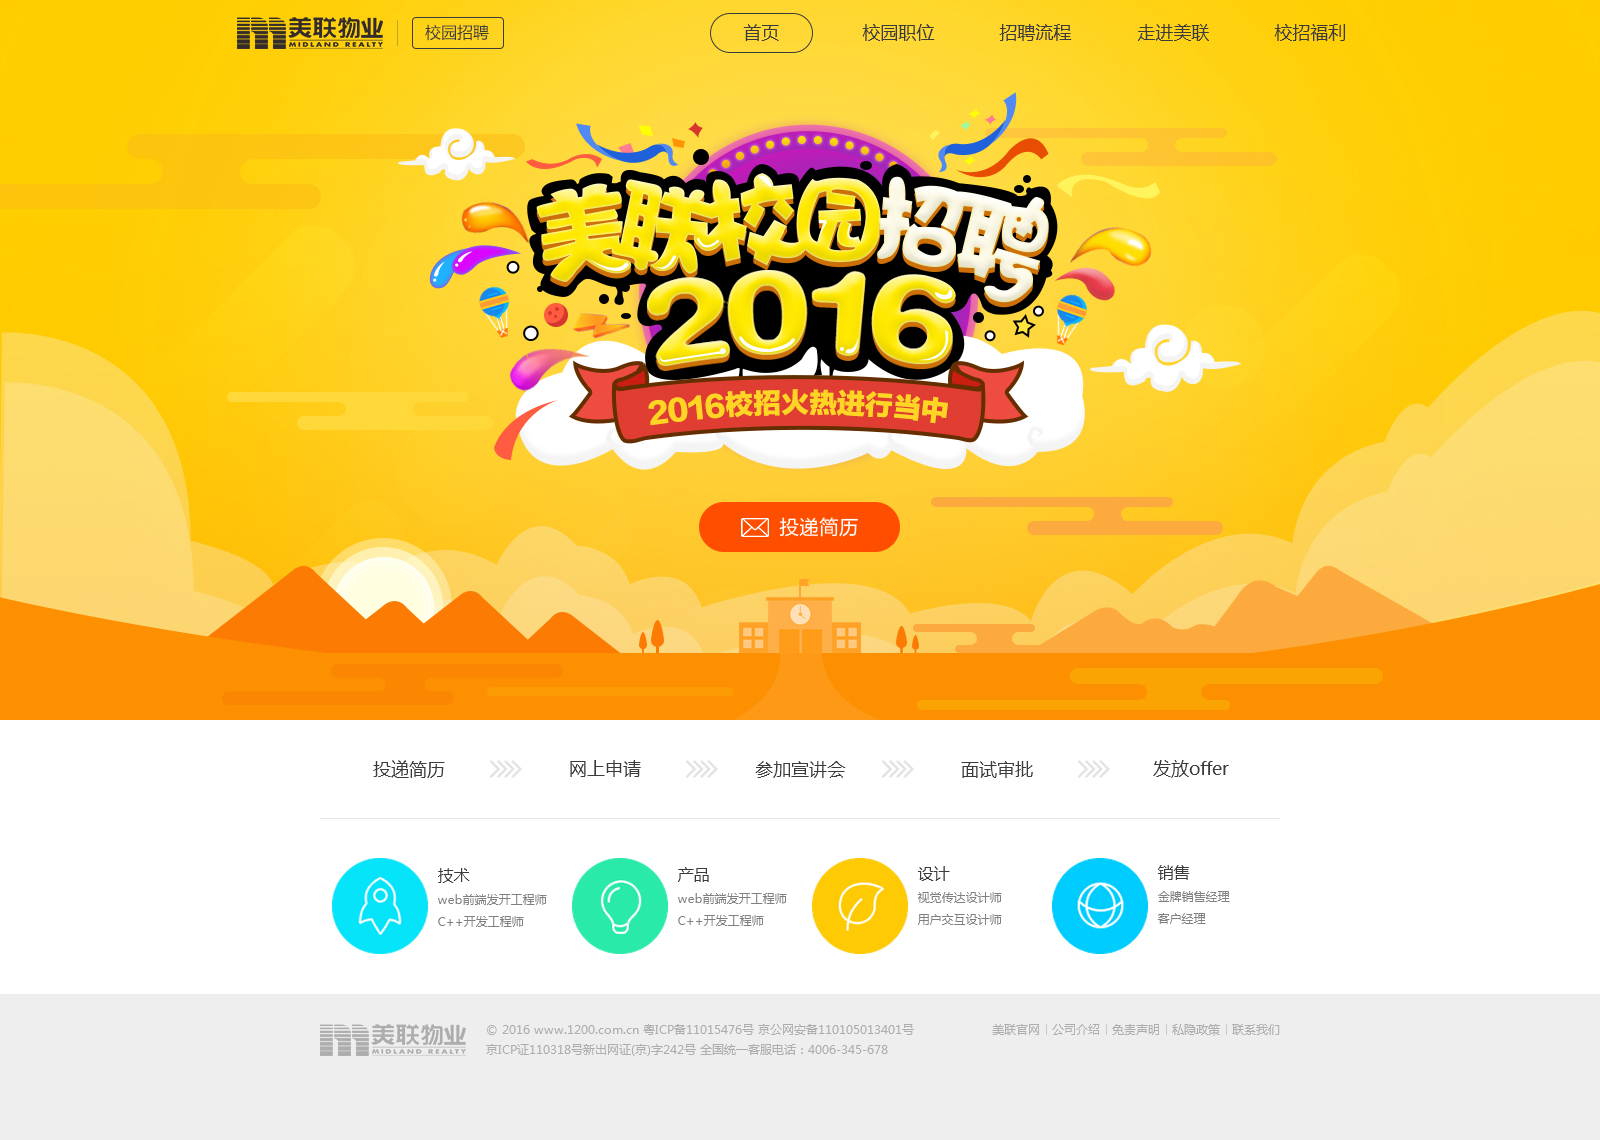 美联物业
MIDLAND REALTY
校园招聘
首页
校园职位
招聘流程
走进美联
校招福利
美联校园招聘
2016
2016校招火热进行当中
投递简历
投递简历
网上申请
参加宣讲会
面试审批
发放offer
技术
web前端发开工程师
C++开发工程师
产品
web前端发开工程师
C++开发工程师
设计
视觉传达设计师
用户交互设计师
销售
金牌销售经理
客户经理
美联物业
MIDLAND REALTY
© 2016 www.1200.com.cn 粤ICP备11015476号 京公网安备110105013401号
京ICP证110318号新出网证(京)字242号 全国统一客服电话：4006-345-678
美联官网 | 公司介绍 | 免责声明 | 私隐政策 | 联系我们